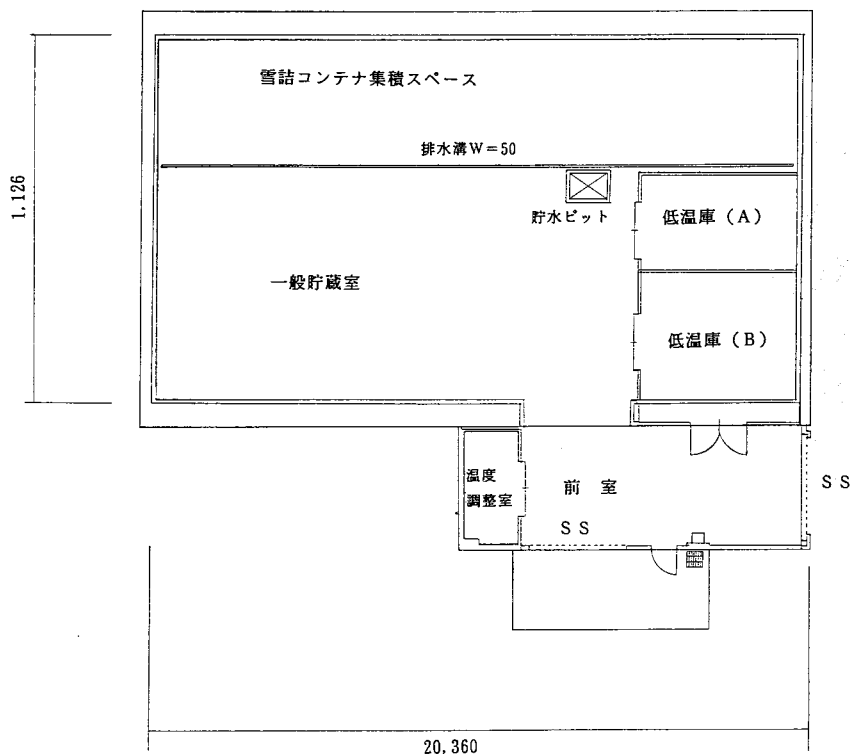 雪詰コンテナ集積スペース
排水溝W=50
1,126
貯水ピット
低温庫(A)
一般貯蔵室
低温庫(B)
温度
調整室
前 室
SS
SS
20,360